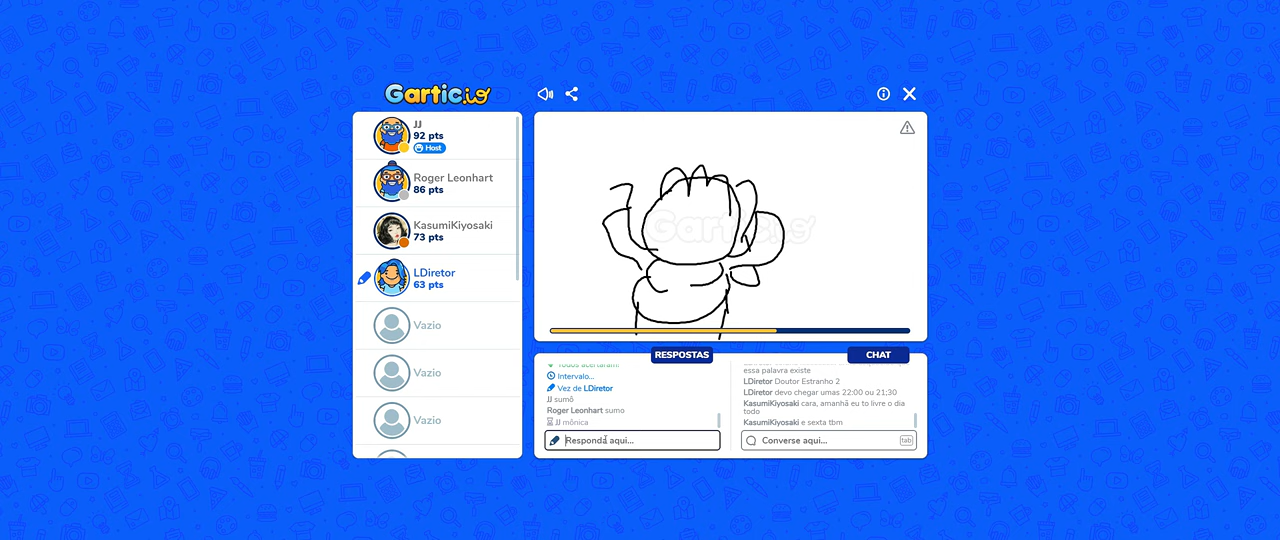 Gartic.io
JJ
92 pts
Host
Roger Leonhart
86 pts
KasumiKiyosaki
73 pts
LDiretor
63 pts
Vazio
Vazio
Vazio
Gartic.io
RESPOSTAS
Todos acertaram!
Intervalo...
Vez de LDiretor
JJ sumô
Roger Leonhart sumo
JJ mônica
Responda aqui...
CHAT
essa palavra existe
LDiretor Doutor Estranho 2
LDiretor devo chegar umas 22:00 ou 21:30
KasumiKiyosaki cara, amanhã eu to livre o dia
todo
KasumiKiyosaki e sexta tbm
Converse aqui...
tab